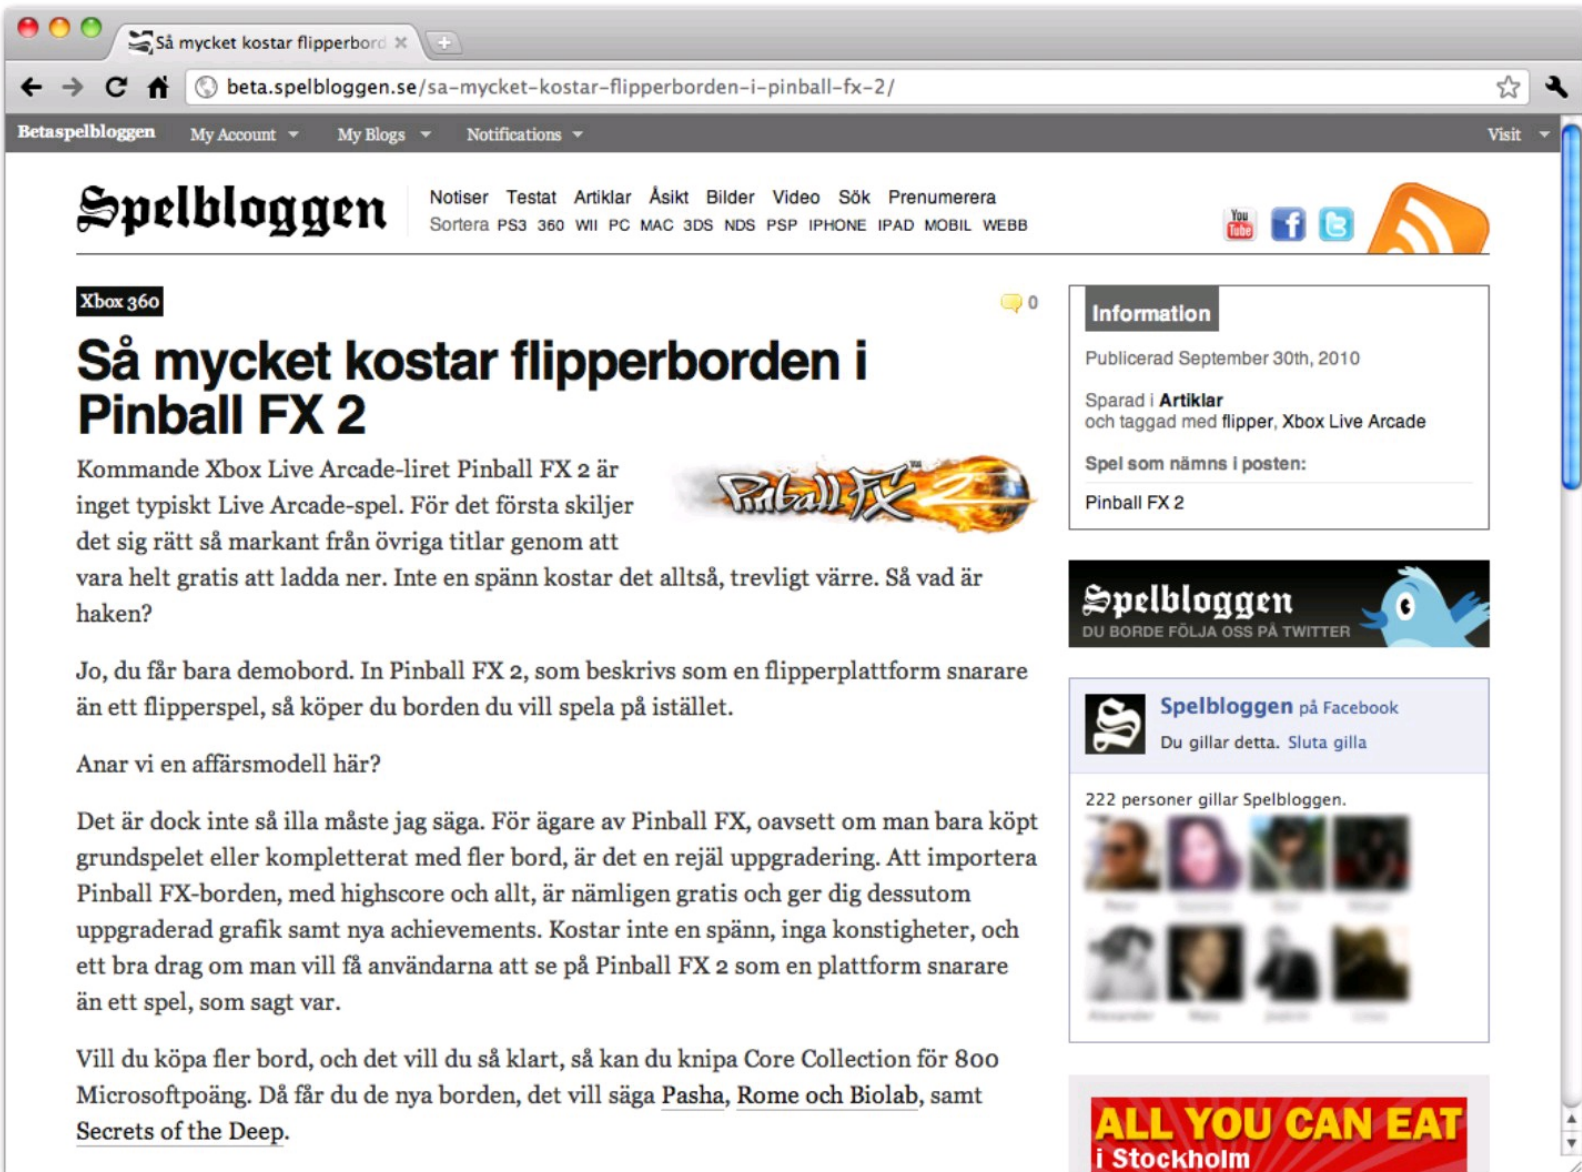 Så mycket kostar flipperbord
beta.spelbloggen.se/sa-mycket-kostar-flipperborden-i-pinball-fx-2/
Betaspelbloggen My Account My Blogs Notifications Visit
Spelbloggen
Notiser Testat Artiklar Åsikt Bilder Video Sök Prenumerera
Sortera PS3 360 WII PC MAC 3DS NDS PSP IPHONE IPAD MOBIL WEBB
You
Tube
Xbox 360
0
Så mycket kostar flipperborden i
Pinball FX 2
Pinball FX 2
Kommande Xbox Live Arcade-liret Pinball FX 2 är
inget typiskt Live Arcade-spel. För det första skiljer
det sig rätt så markant från övriga titlar genom att
vara helt gratis att ladda ner. Inte en spänn kostar det alltså, trevligt värre. Så vad är
haken?
Jo, du får bara demobord. In Pinball FX 2, som beskrivs som en flipperplattform snarare
än ett flipperspel, så köper du borden du vill spela på istället.
Anar vi en affärsmodell här?
Det är dock inte så illa måste jag säga. För ägare av Pinball FX, oavsett om man bara köpt
grundspelet eller kompletterat med fler bord, är det en rejäl uppgradering. Att importera
Pinball FX-borden, med highscore och allt, är nämligen gratis och ger dig dessutom
uppgraderad grafik samt nya achievements. Kostar inte en spänn, inga konstigheter, och
ett bra drag om man vill få användarna att se på Pinball FX 2 som en plattform snarare
än ett spel, som sagt var.
Vill du köpa fler bord, och det vill du så klart, så kan du knipa Core Collection för 800
Microsoftpoäng. Då får du de nya borden, det vill säga Pasha, Rome och Biolab, samt
Secrets of the Deep.
Information
Publicerad September 30th, 2010
Sparad i Artiklar
och taggad med flipper, Xbox Live Arcade
Spel som nämns i posten:
Pinball FX 2
Spelbloggen
DU BORDE FÖLJA OSS PÅ TWITTER
Spelbloggen på Facebook
Du gillar detta. Sluta gilla
222 personer gillar Spelbloggen.
ALL YOU CAN EAT
i Stockholm